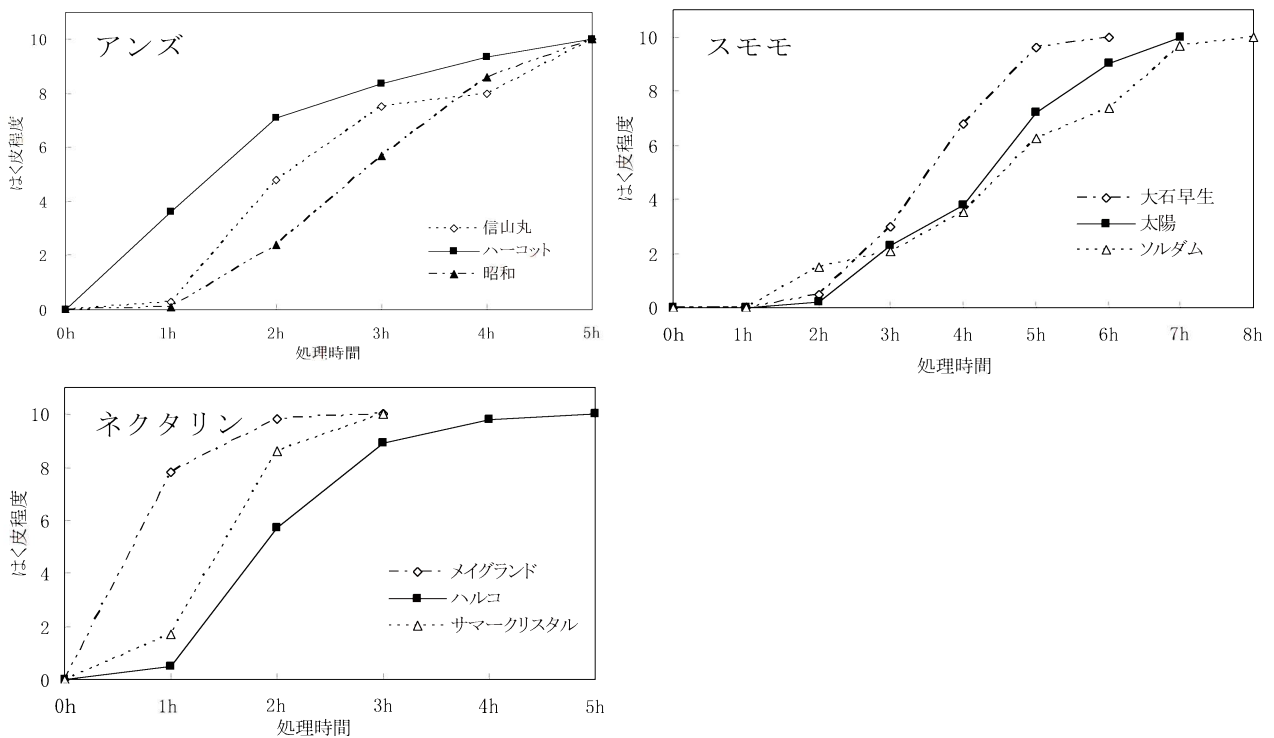 アンズ
はく皮程度
10
8
6
4
2
0
信山丸
ハーコット
昭和
0h 1h 2h 3h 4h 5h
処理時間
スモモ
はく皮程度
10
8
6
4
2
0
大石早生
太陽
ソルダム
0h 1h 2h 3h 4h 5h 6h 7h 8h
処理時間
ネクタリン
はく皮程度
10
8
6
4
2
0
メイグランド
ハルコ
サマークリスタル
0h 1h 2h 3h 4h 5h
処理時間